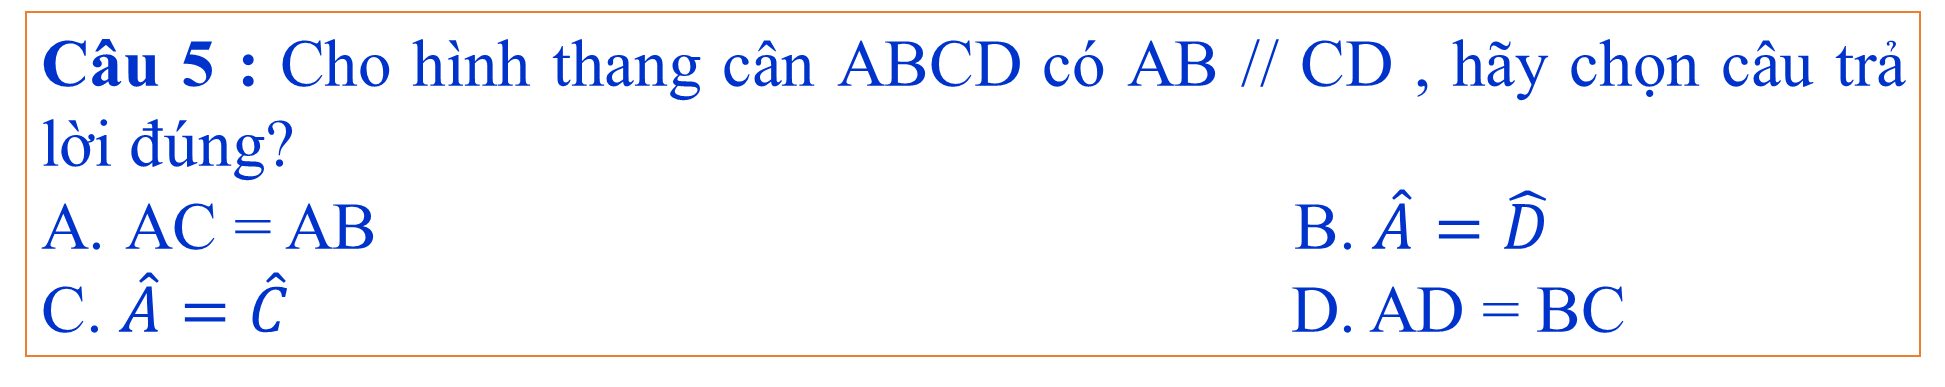 Câu 5 : Cho hình thang cân ABCD có AB // CD , hãy chọn câu trả
lời đúng?
A. AC = AB B. Â = D̂
C. Â = Ĉ D. AD = BC